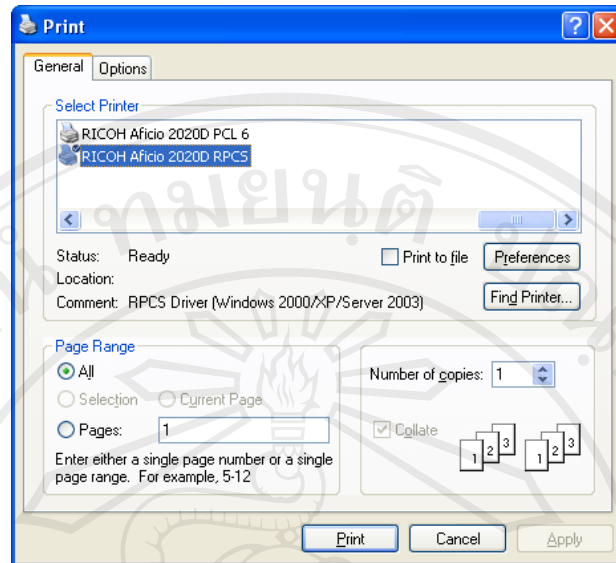 Print
General Options
Select Printer
RICOH Aficio 2020D PCL 6
RICOH Aficio 2020D RPCS
Status: Ready
Print to file
Preferences
Location:
Comment: RPCS Driver (Windows 2000/XP/Server 2003)
Find Printer...
Page Range
All
Selection Current Page
Pages: 1
Enter either a single page number or a single
page range. For example, 5-12
Number of copies: 1
Collate
1 2 3 1 2 3
Print Cancel Apply